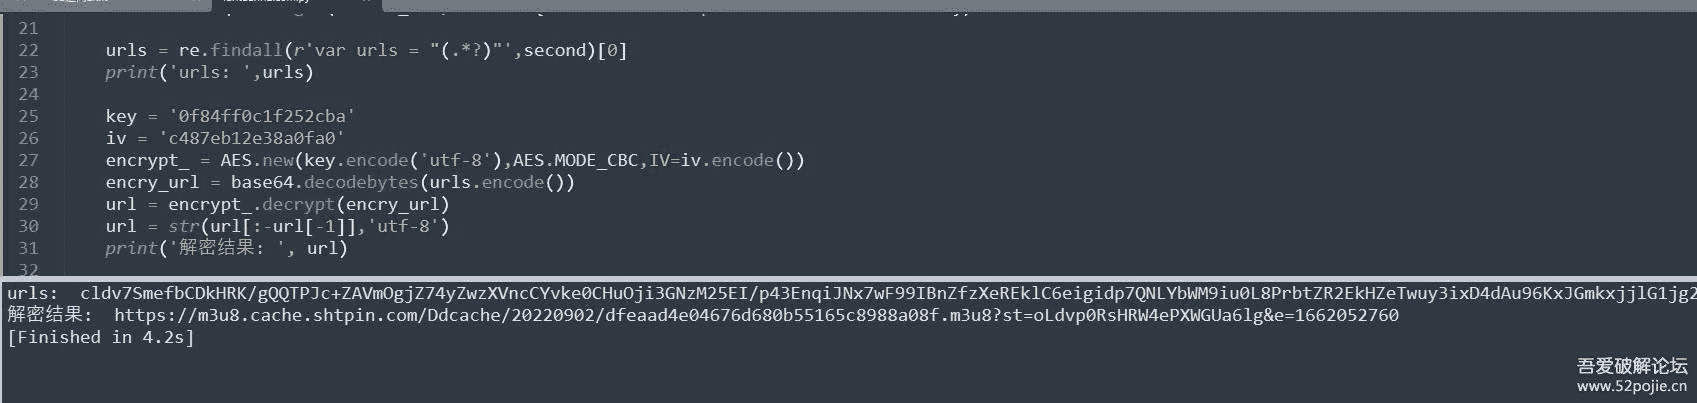 21
22 urls = re.findall(r'var urls = "(.*?)"',second)[0]
23 print('urls: ',urls)
24
25 key = '0f84ff0c1f252cba'
26 iv = 'c487eb12e38a0fa0'
27 encrypt_ = AES.new(key.encode('utf-8'),AES.MODE_CBC,IV=iv.encode())
28 encry_url = base64.decodebytes(urls.encode())
29 url = encrypt_.decrypt(encry_url)
30 url = str(url[:-url[-1]],'utf-8')
31 print('解密结果: ', url)
32
urls:  cldv7SmefbCDkHRK/gQQTPJc+ZAVmOgjZ74yZwzXVncCYvke0CHuOji3GNzM25EI/p43EnqiJNx7wF99IBnZfzXeREklC6eigidp7QNLYbWM9iu0L8PrbtZR2EkHZeTwuy3ixD4dAu96KxJGmkxjjlG1jg2
解密结果:  https://m3u8.cache.shtpin.com/Ddcache/20220902/dfeaad4e04676d680b55165c8988a08f.m3u8?st=oLdvp0RsHRW4ePXWGUa6lg&e=1662052760
[Finished in 4.2s]
吾爱破解论坛
www.52pojie.cn